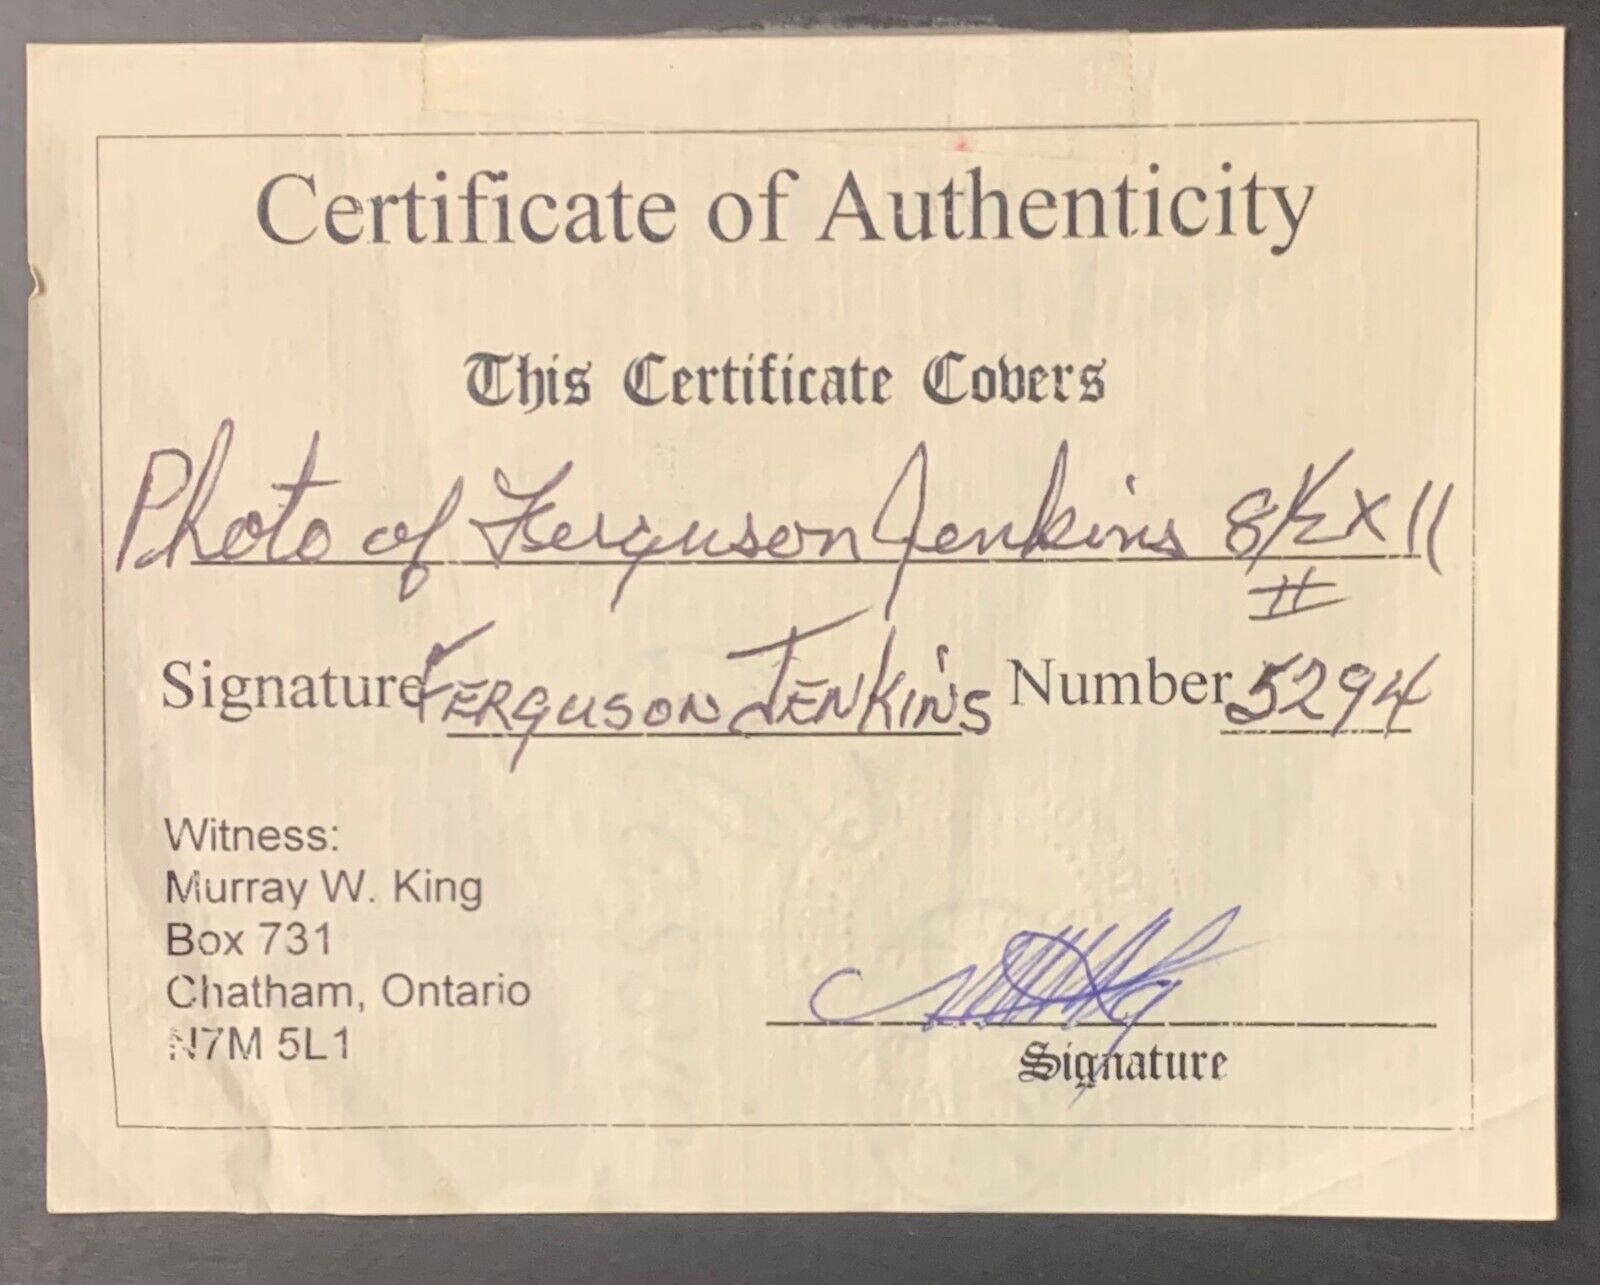 Certificate of Authenticity
This Certificate Covers
Photo of Ferguson Jenkins 8½ x 11
Signature FERGUSON JENKINS Number # 5294
Witness:
Murray W. King
Box 731
Chatham, Ontario
N7M 5L1
Signature